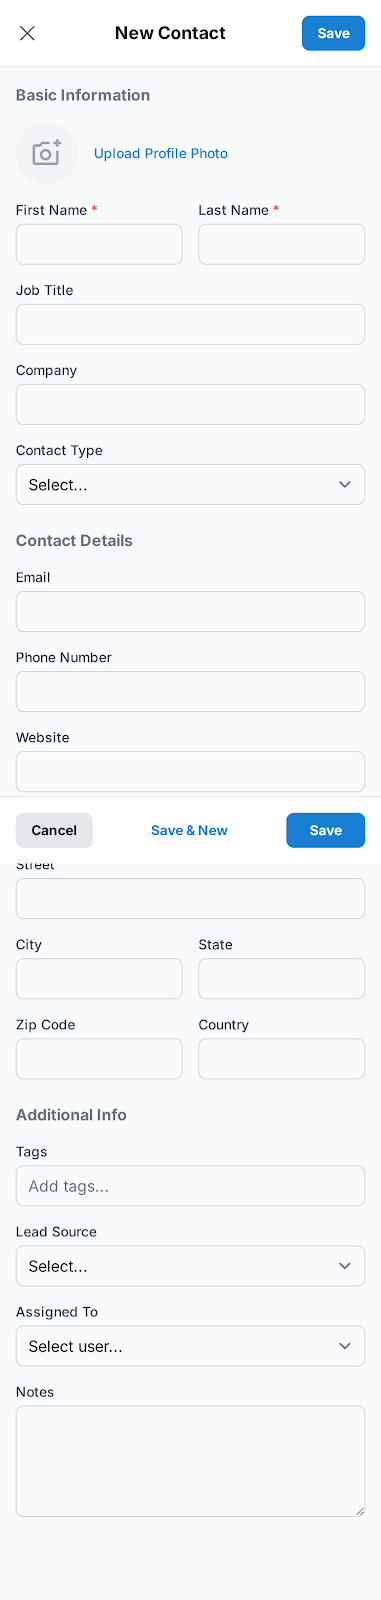 New Contact
Save
Basic Information
Upload Profile Photo
First Name *
Last Name *
Job Title
Company
Contact Type
Select...
Contact Details
Email
Phone Number
Website
Cancel
Save & New
Save
Street
City
State
Zip Code
Country
Additional Info
Tags
Add tags...
Lead Source
Select...
Assigned To
Select user...
Notes